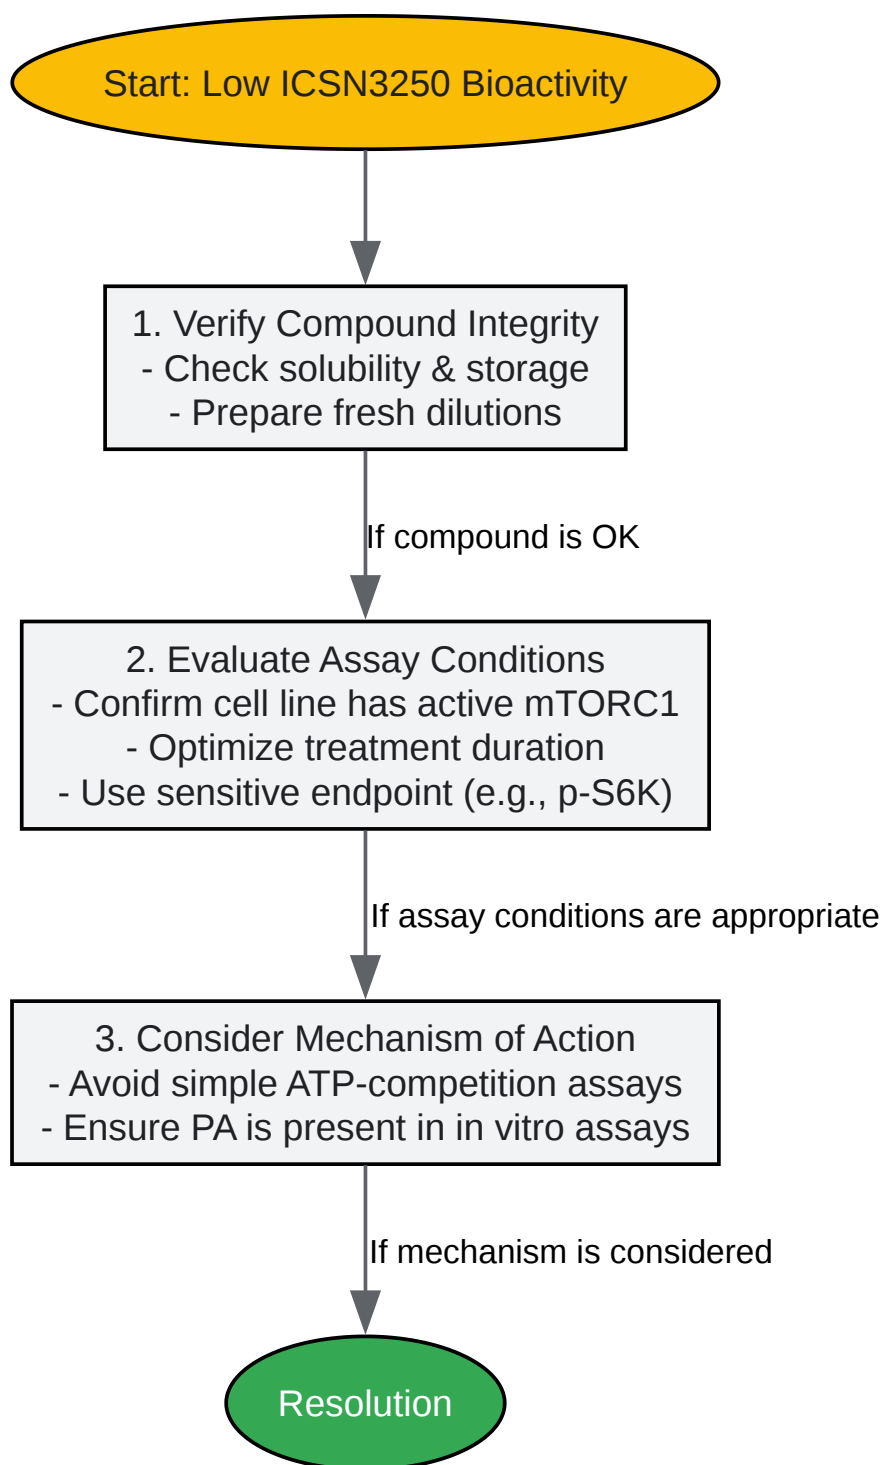 Start: Low ICSN3250 Bioactivity
1. Verify Compound Integrity
- Check solubility & storage
- Prepare fresh dilutions
If compound is OK
2. Evaluate Assay Conditions
- Confirm cell line has active mTORC1
- Optimize treatment duration
- Use sensitive endpoint (e.g., p-S6K)
If assay conditions are appropriate
3. Consider Mechanism of Action
- Avoid simple ATP-competition assays
- Ensure PA is present in in vitro assays
If mechanism is considered
Resolution